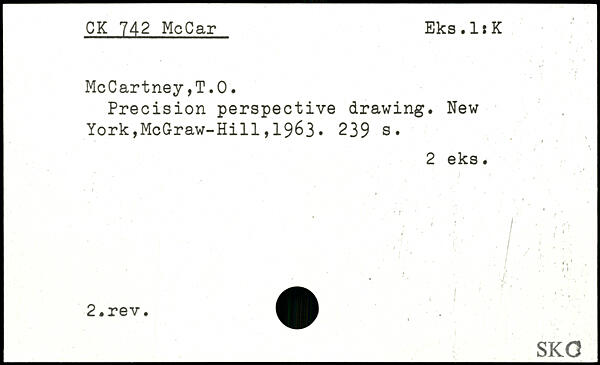 CK 742 McCar Eks.1:K
McCartney,T.O.
Precision perspective drawing. New
York,McGraw-Hill,1963. 239 s.
2 eks.
2.rev.
SKO